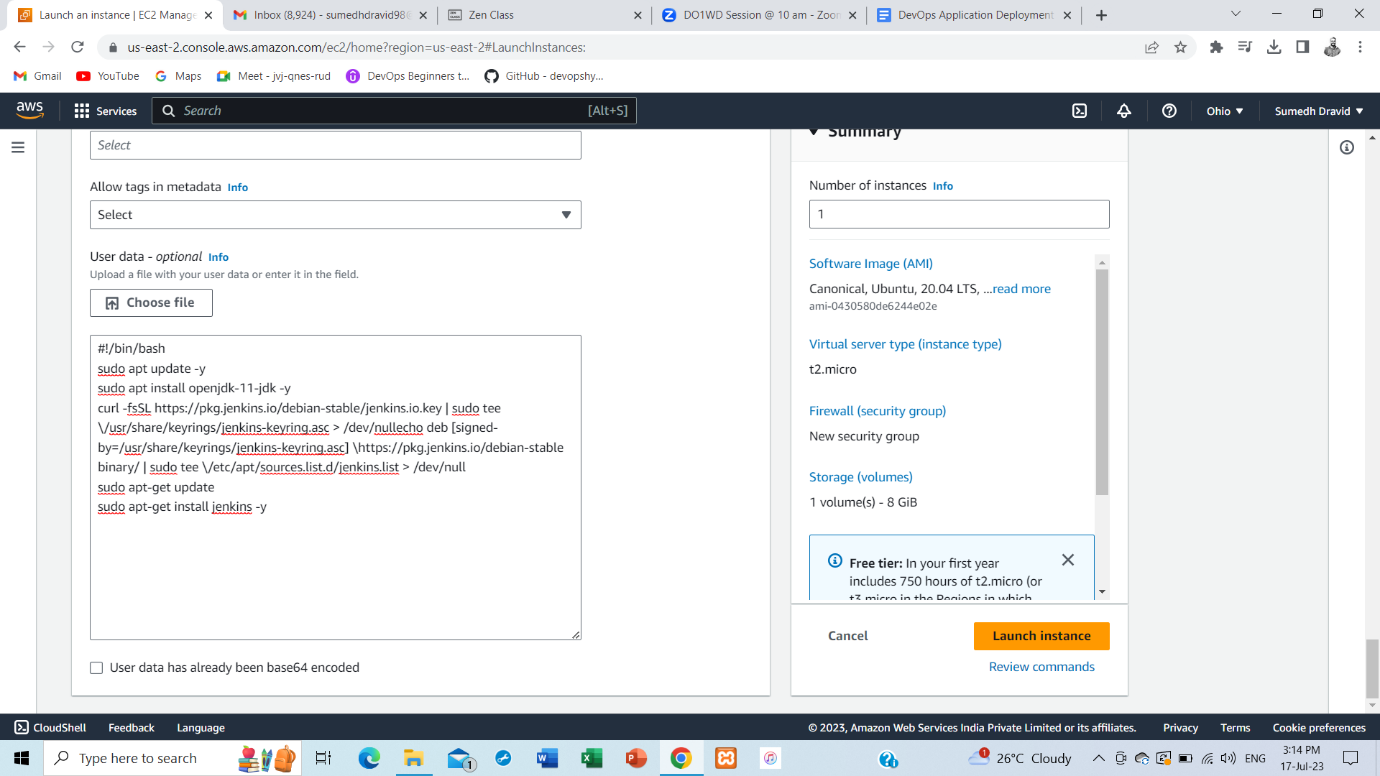 Launch an instance | EC2 Manage
Inbox (8,924) - sumedhdravid986
Zen Class
DO1WD Session @ 10 am - Zoom
DevOps Application Deployment
us-east-2.console.aws.amazon.com/ec2/home?region=us-east-2#LaunchInstances:
Gmail
YouTube
Maps
Meet - jvj-qnes-rud
DevOps Beginners t...
GitHub - devopshy...
aws
Services
Search
[Alt+S]
Ohio
Sumedh Dravid
Select
Allow tags in metadata Info
Select
User data - optional Info
Upload a file with your user data or enter it in the field.
Choose file
#!/bin/bash
sudo apt update -y
sudo apt install openjdk-11-jdk -y
curl -fsSL https://pkg.jenkins.io/debian-stable/jenkins.io.key | sudo tee
\/usr/share/keyrings/jenkins-keyring.asc > /dev/nullecho deb [signed-
by=/usr/share/keyrings/jenkins-keyring.asc] \https://pkg.jenkins.io/debian-stable
binary/ | sudo tee \/etc/apt/sources.list.d/jenkins.list > /dev/null
sudo apt-get update
sudo apt-get install jenkins -y
User data has already been base64 encoded
Summary
Number of instances Info
1
Software Image (AMI)
Canonical, Ubuntu, 20.04 LTS, ...read more
ami-0430580de6244e02e
Virtual server type (instance type)
t2.micro
Firewall (security group)
New security group
Storage (volumes)
1 volume(s) - 8 GiB
Free tier: In your first year
includes 750 hours of t2.micro (or
t3.micro in the Regions in which
Cancel
Launch instance
Review commands
CloudShell
Feedback
Language
© 2023, Amazon Web Services India Private Limited or its affiliates.
Privacy
Terms
Cookie preferences
Type here to search
1
1
26°C Cloudy
ENG
3:14 PM
17-Jul-23